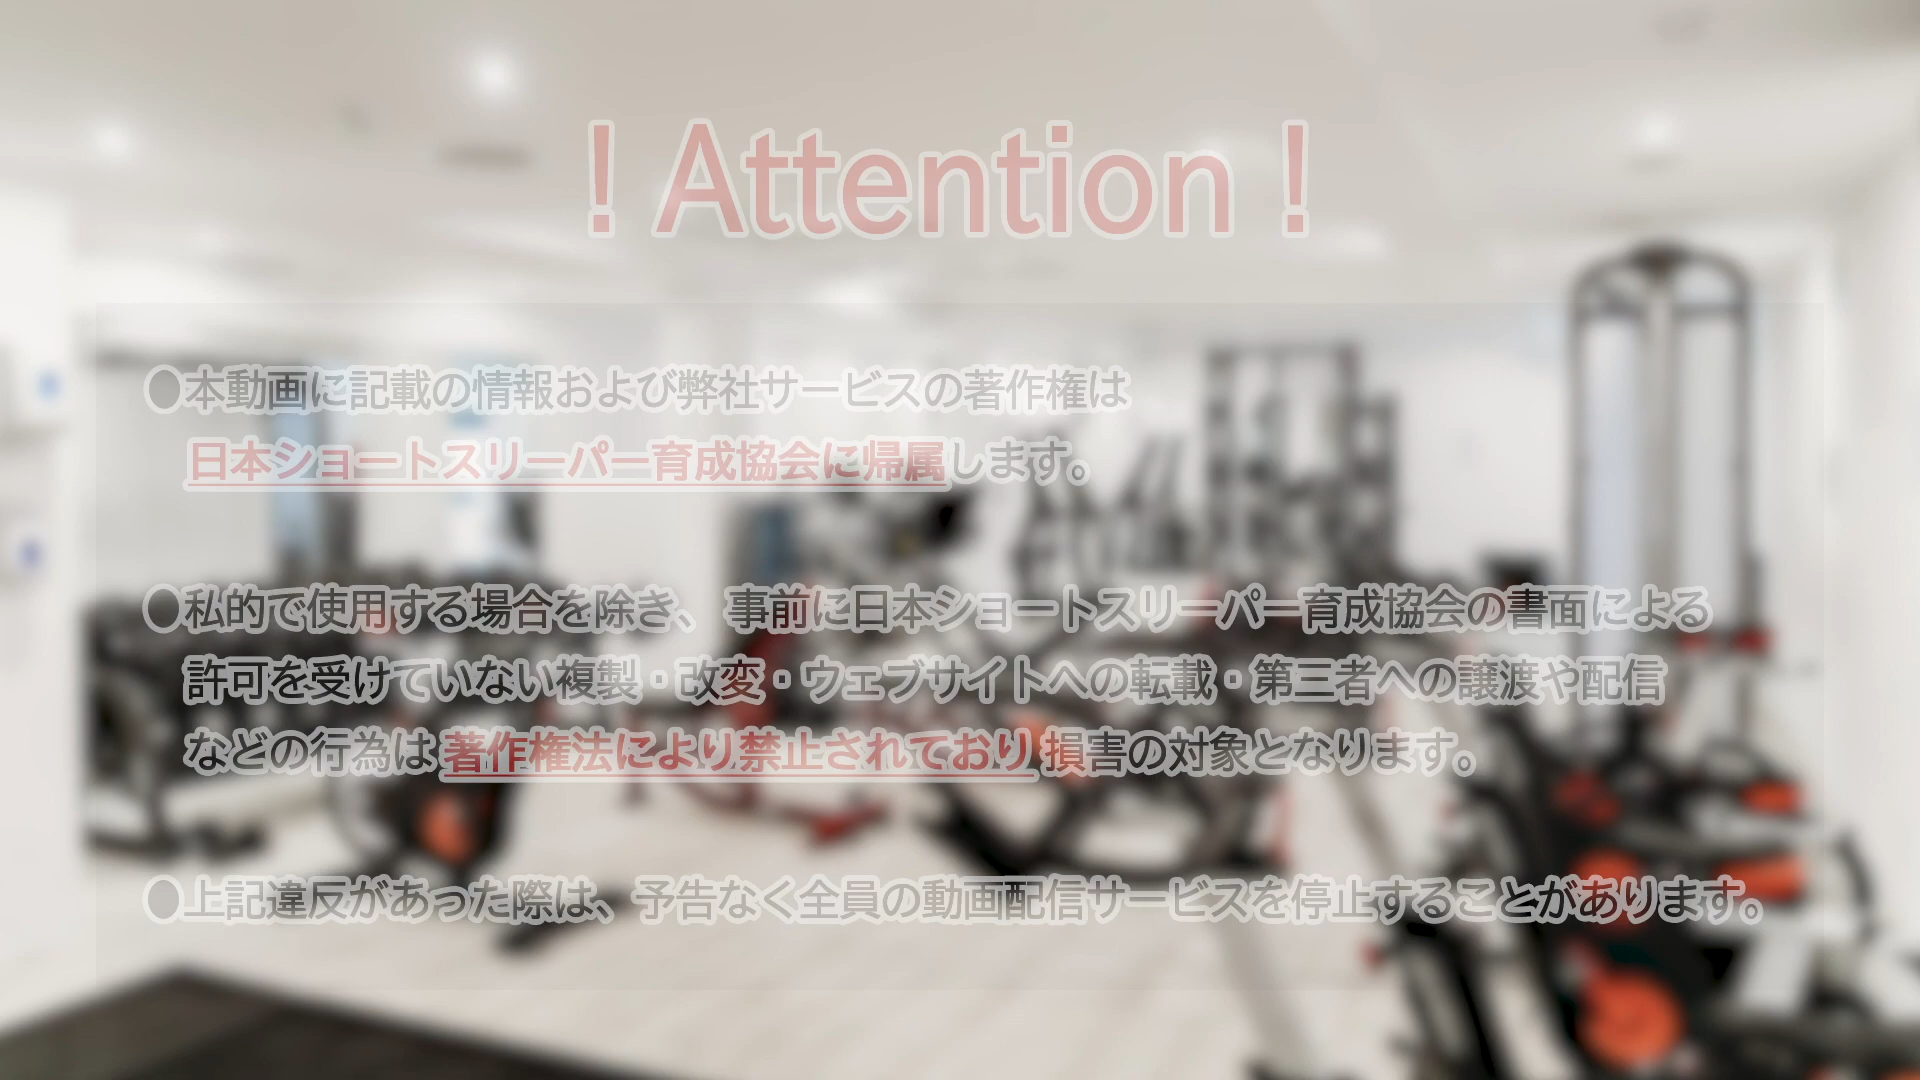 ！Attention！
●本動画に記載の情報および弊社サービスの著作権は
日本ショートスリーパー育成協会に帰属します。
●私的で使用する場合を除き、事前に日本ショートスリーパー育成協会の書面による
許可を受けていない複製・改変・ウェブサイトへの転載・第三者への譲渡や配信
などの行為は著作権法により禁止されており損害の対象となります。
●上記違反があった際は、予告なく全員の動画配信サービスを停止することがあります。